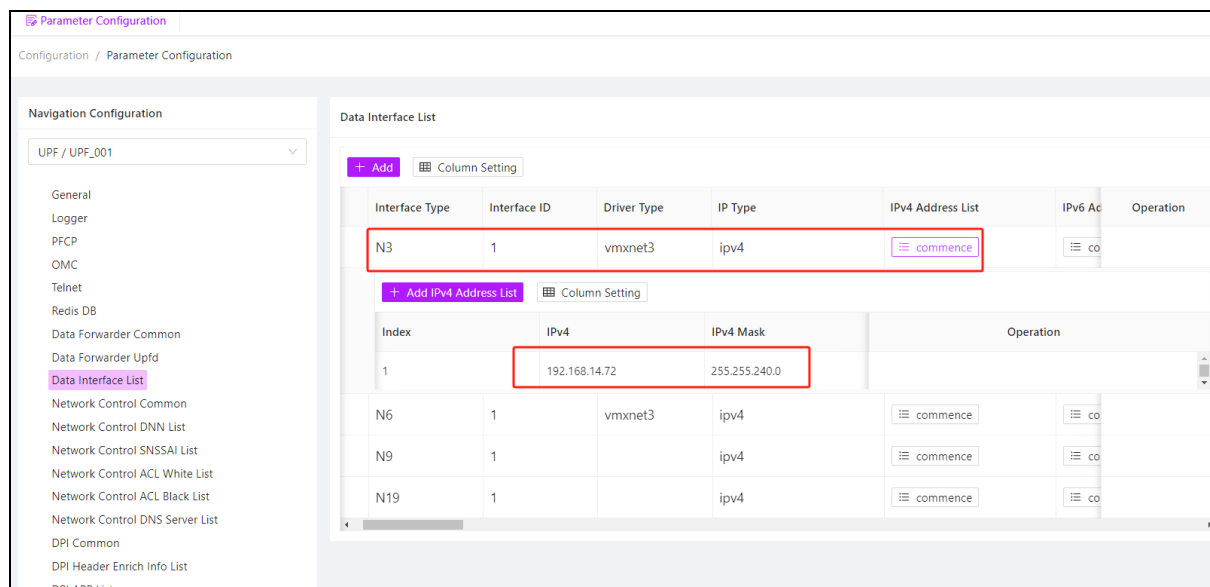 Parameter Configuration
Configuration / Parameter Configuration
Navigation Configuration
UPF / UPF_001
General
Logger
PFCP
OMC
Telnet
Redis DB
Data Forwarder Common
Data Forwarder Upfd
Data Interface List
Network Control Common
Network Control DNN List
Network Control SNSSAI List
Network Control ACL White List
Network Control ACL Black List
Network Control DNS Server List
DPI Common
DPI Header Enrich Info List
Data Interface List
+ Add Column Setting
Interface Type Interface ID Driver Type IP Type IPv4 Address List IPv6 Ad Operation
N3 1 vmxnet3 ipv4 commence co
+ Add IPv4 Address List Column Setting
Index IPv4 IPv4 Mask Operation
1 192.168.14.72 255.255.240.0
N6 1 vmxnet3 ipv4 commence co
N9 1 ipv4 commence co
N19 1 ipv4 commence co